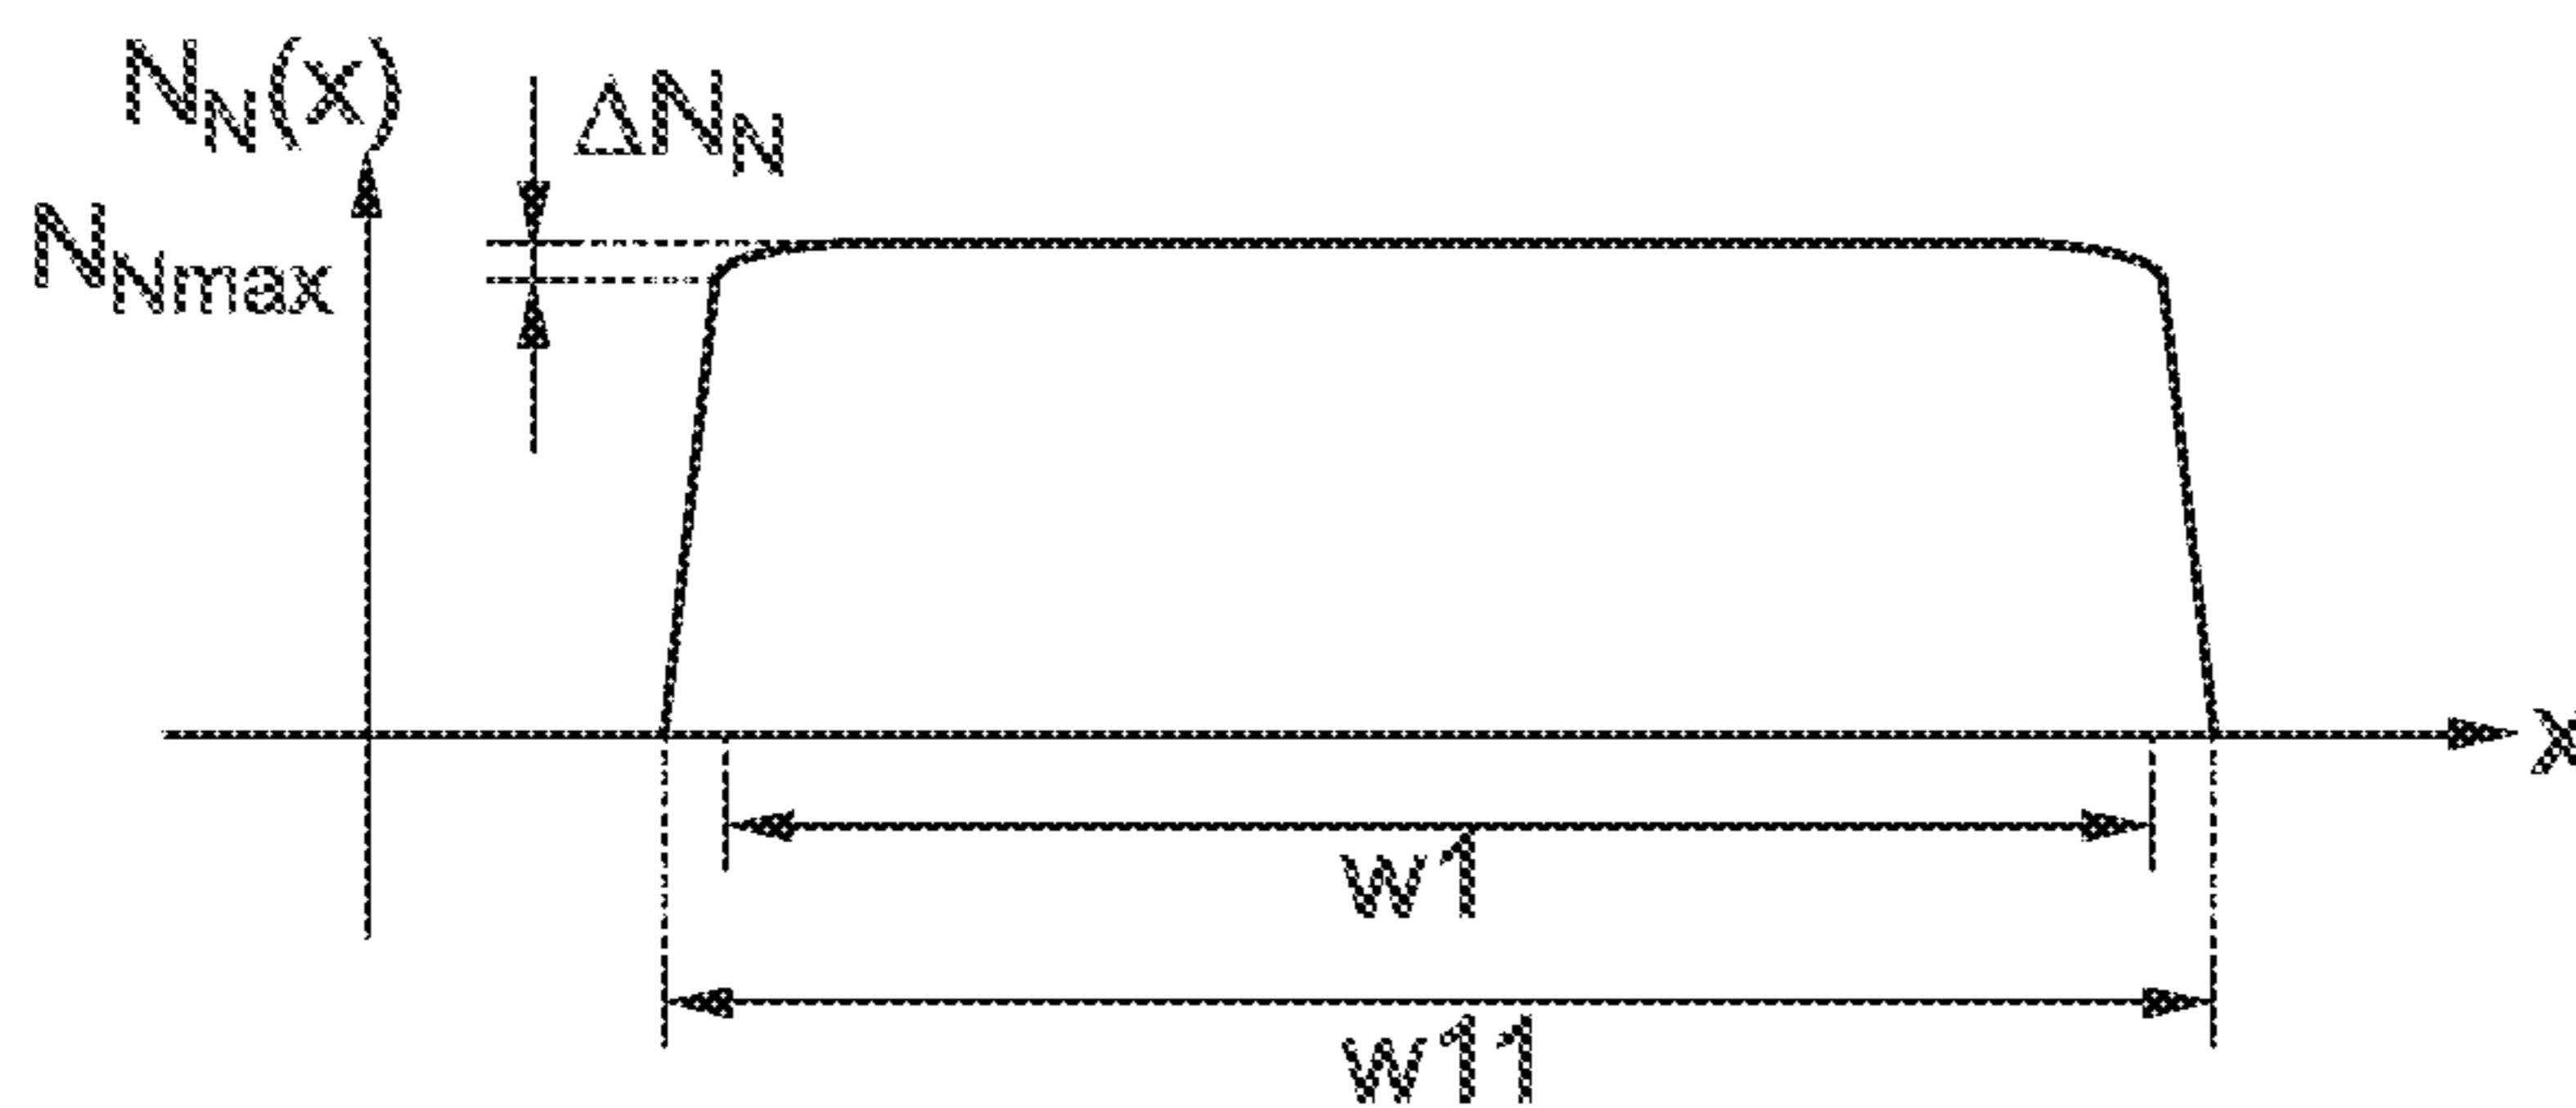 N_N(x)
ΔN_N
N_Nmax
x
w1
w11